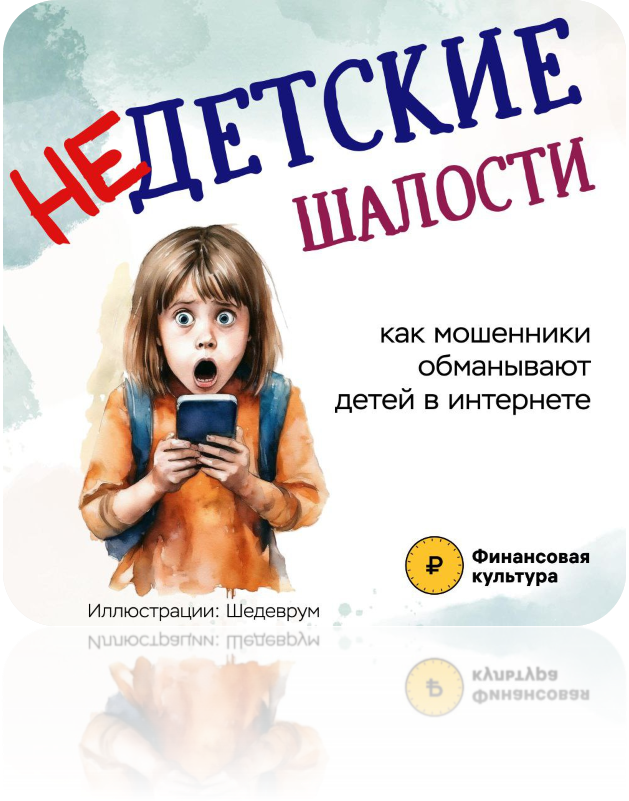 НЕДЕТСКИЕ
ШАЛОСТИ
как мошенники
обманывают
детей в интернете
₽ Финансовая
культура
Иллюстрации: Шедеврум